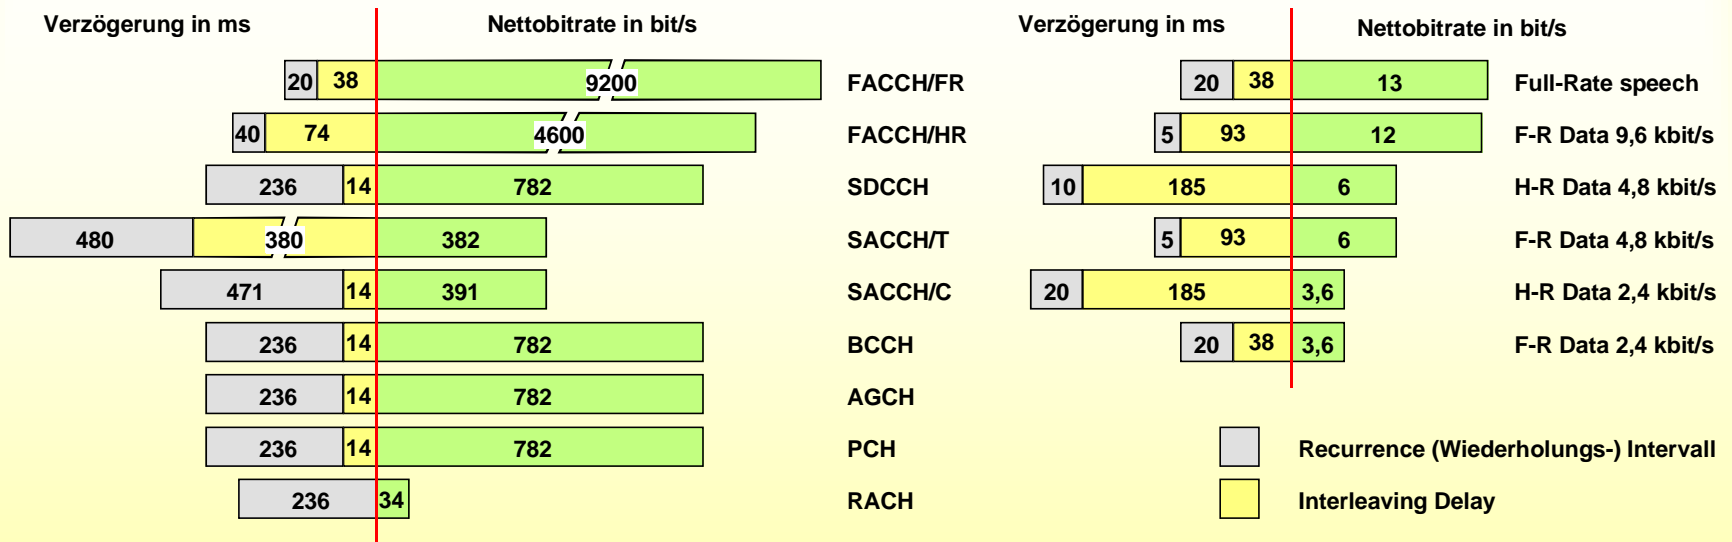 Verzögerung in ms Nettobitrate in bit/s
20 38 9200 FACCH/FR
40 74 4600 FACCH/HR
236 14 782 SDCCH
480 380 382 SACCH/T
471 14 391 SACCH/C
236 14 782 BCCH
236 14 782 AGCH
236 14 782 PCH
236 34 RACH
Verzögerung in ms Nettobitrate in bit/s
20 38 13 Full-Rate speech
5 93 12 F-R Data 9,6 kbit/s
10 185 6 H-R Data 4,8 kbit/s
5 93 6 F-R Data 4,8 kbit/s
20 185 3,6 H-R Data 2,4 kbit/s
20 38 3,6 F-R Data 2,4 kbit/s
Recurrence (Wiederholungs-) Intervall
Interleaving Delay